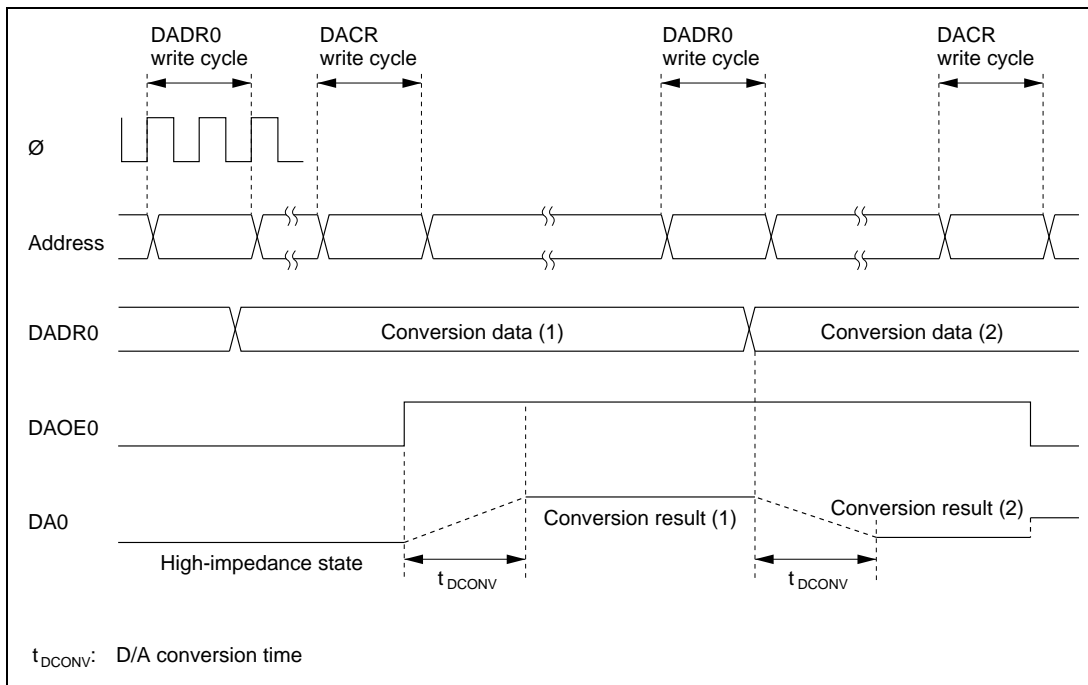 DADR0 write cycle
DACR write cycle
DADR0 write cycle
DACR write cycle
Ø
Address
DADR0
Conversion data (1)
Conversion data (2)
DAOE0
DA0
High-impedance state
Conversion result (1)
Conversion result (2)
t DCONV
t DCONV
tDCONV: D/A conversion time